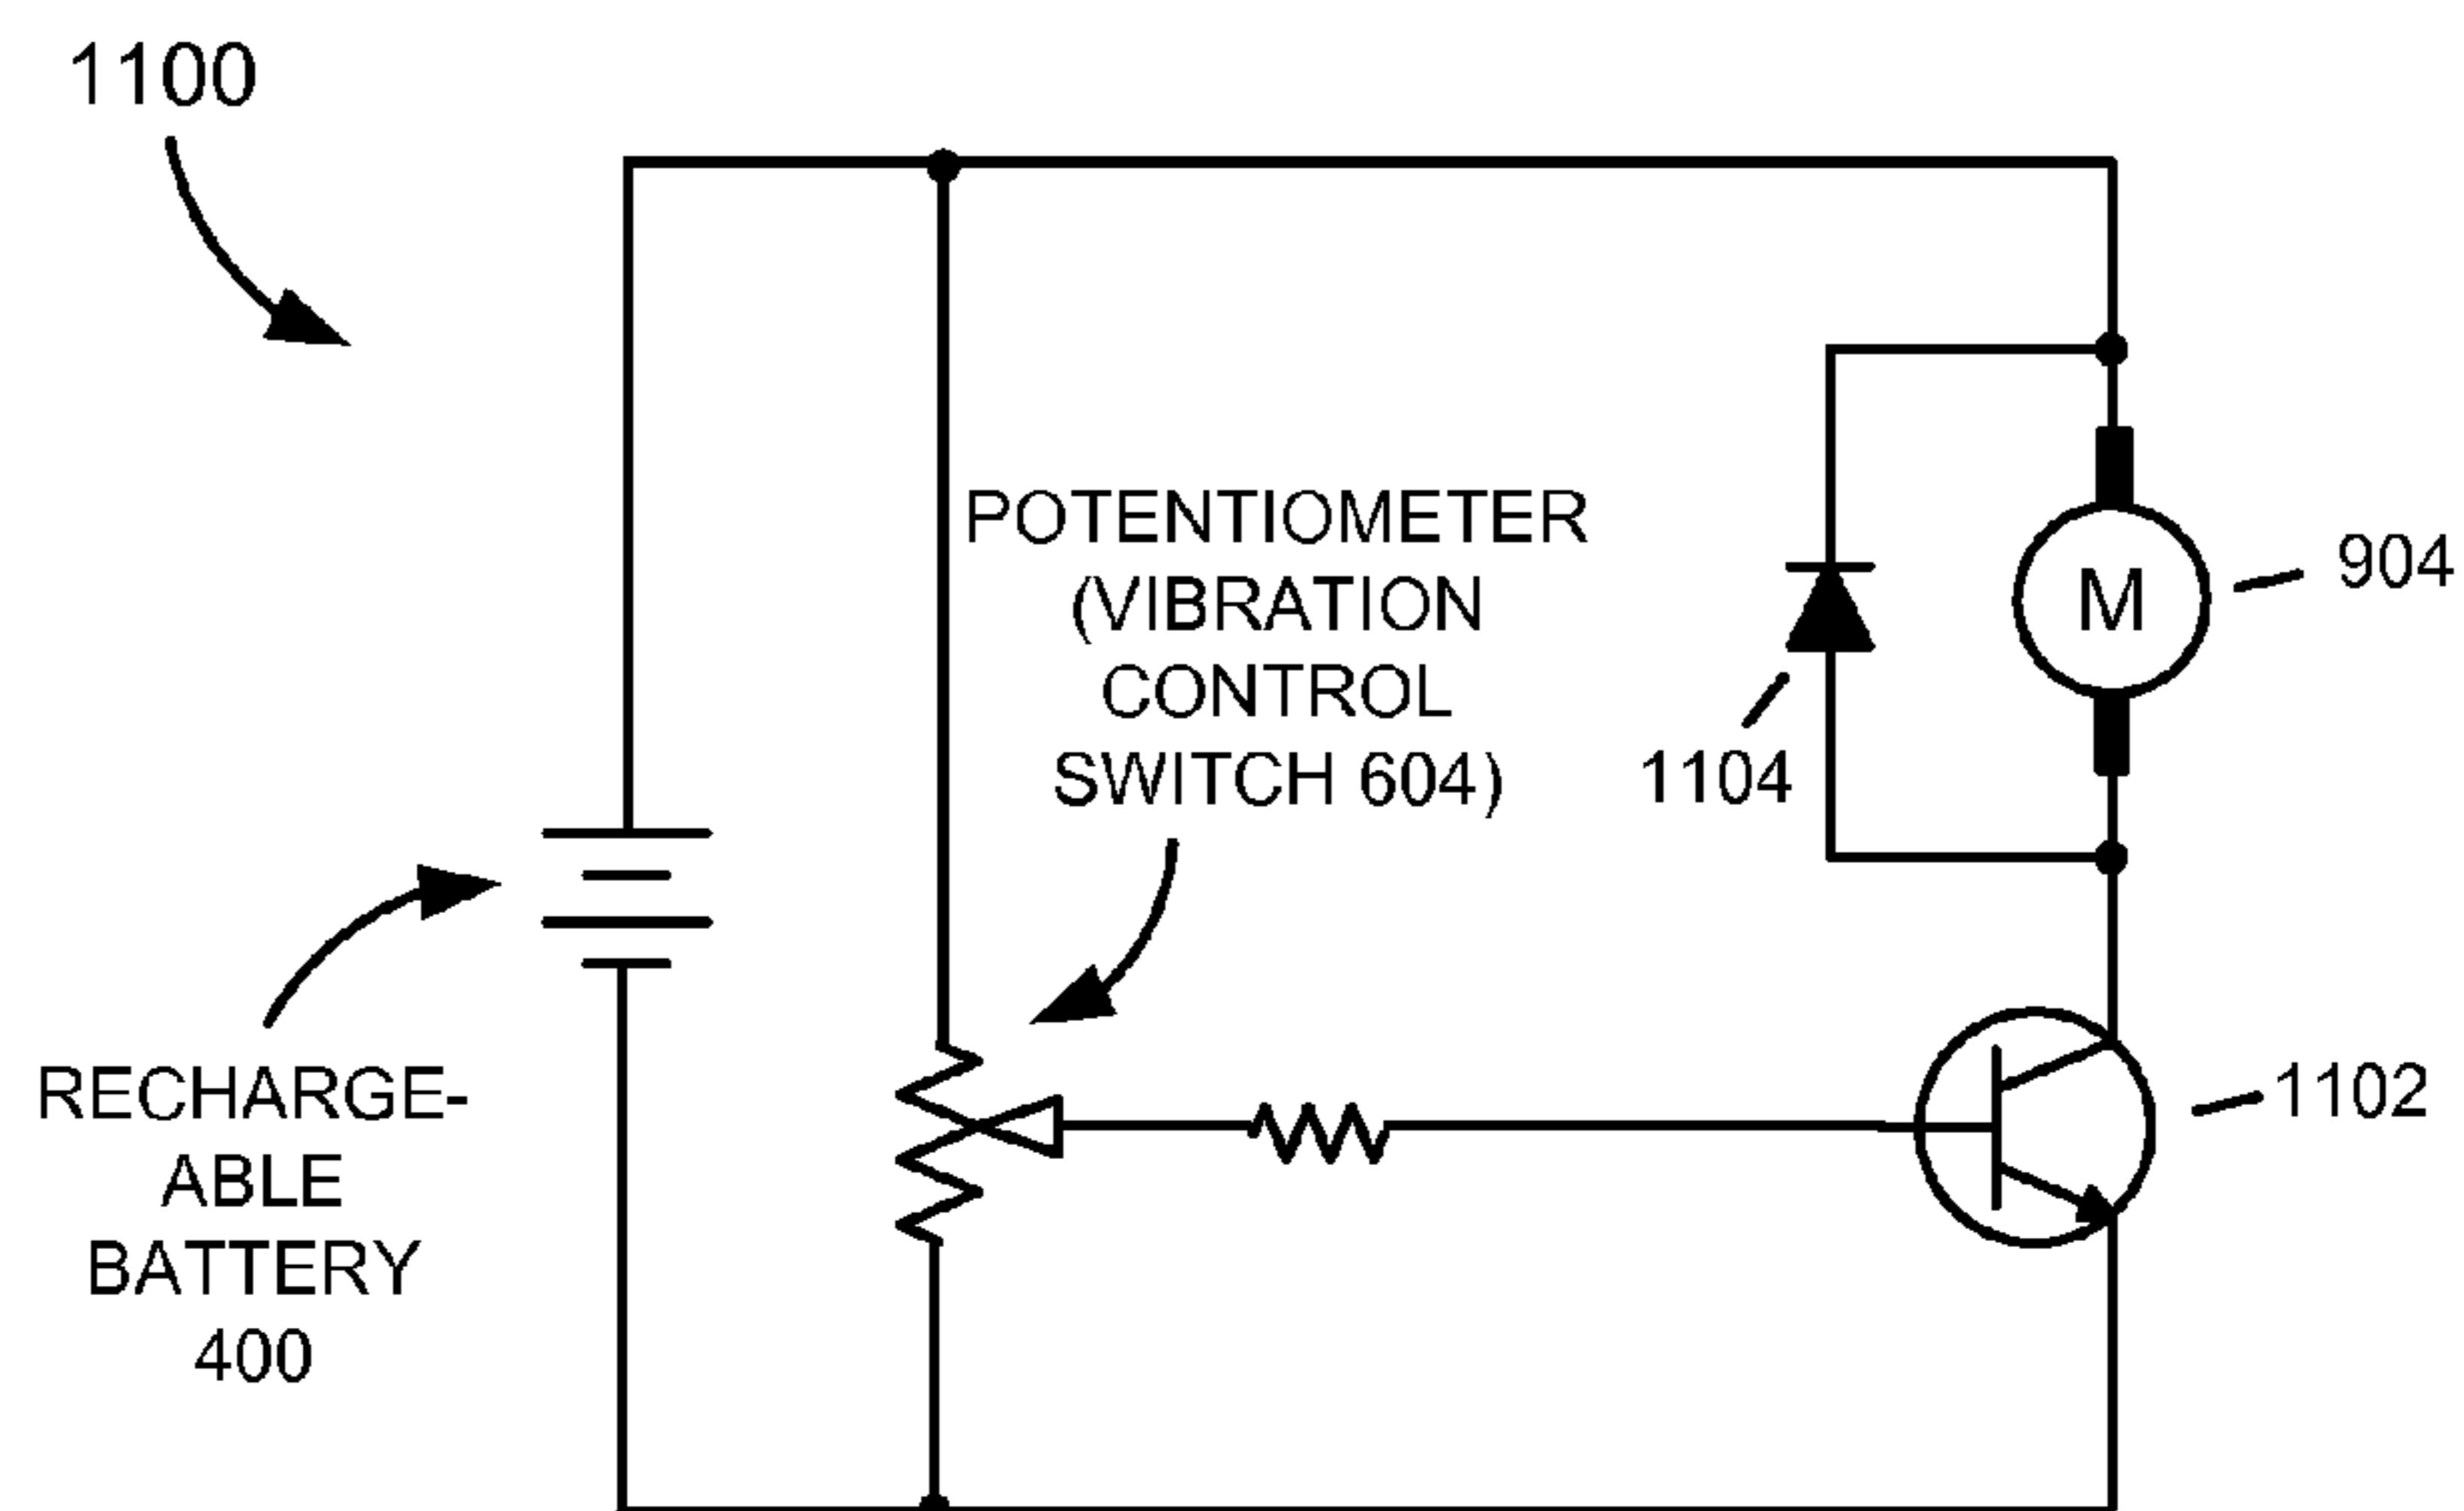 1100
POTENTIOMETER
(VIBRATION
CONTROL
SWITCH 604)
904
M
1104
RECHARGE-
ABLE
BATTERY
400
1102